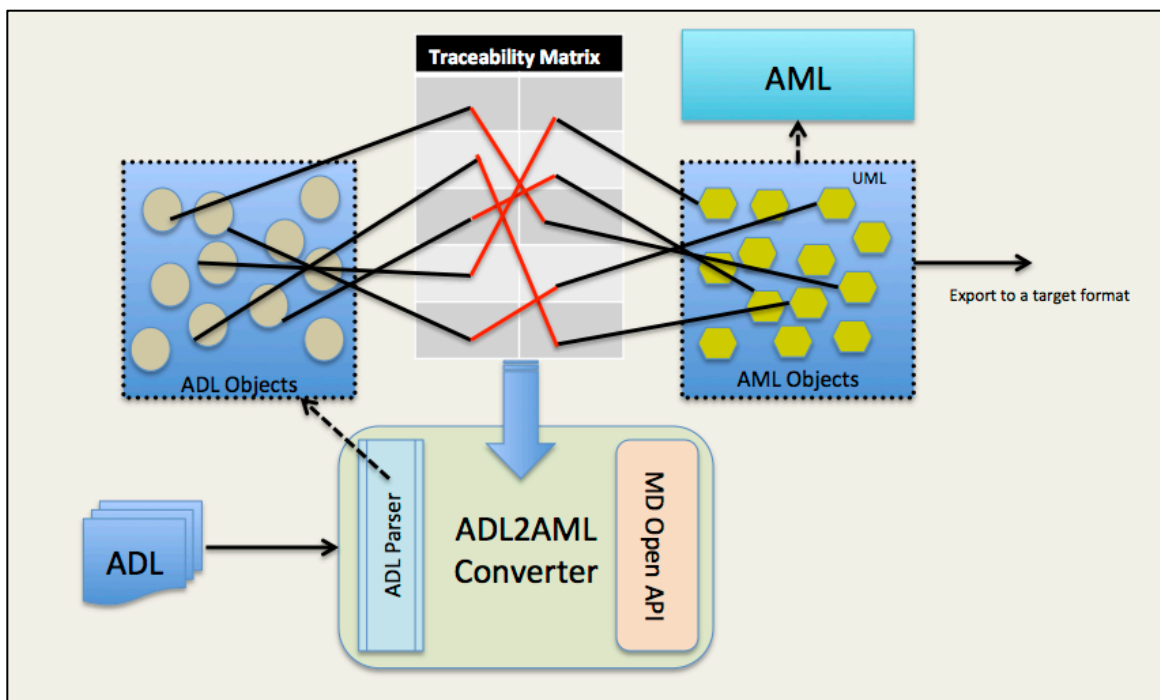 Traceability Matrix
AML
UML
ADL Objects
AML Objects
Export to a target format
ADL
ADL Parser
ADL2AML
Converter
MD Open API